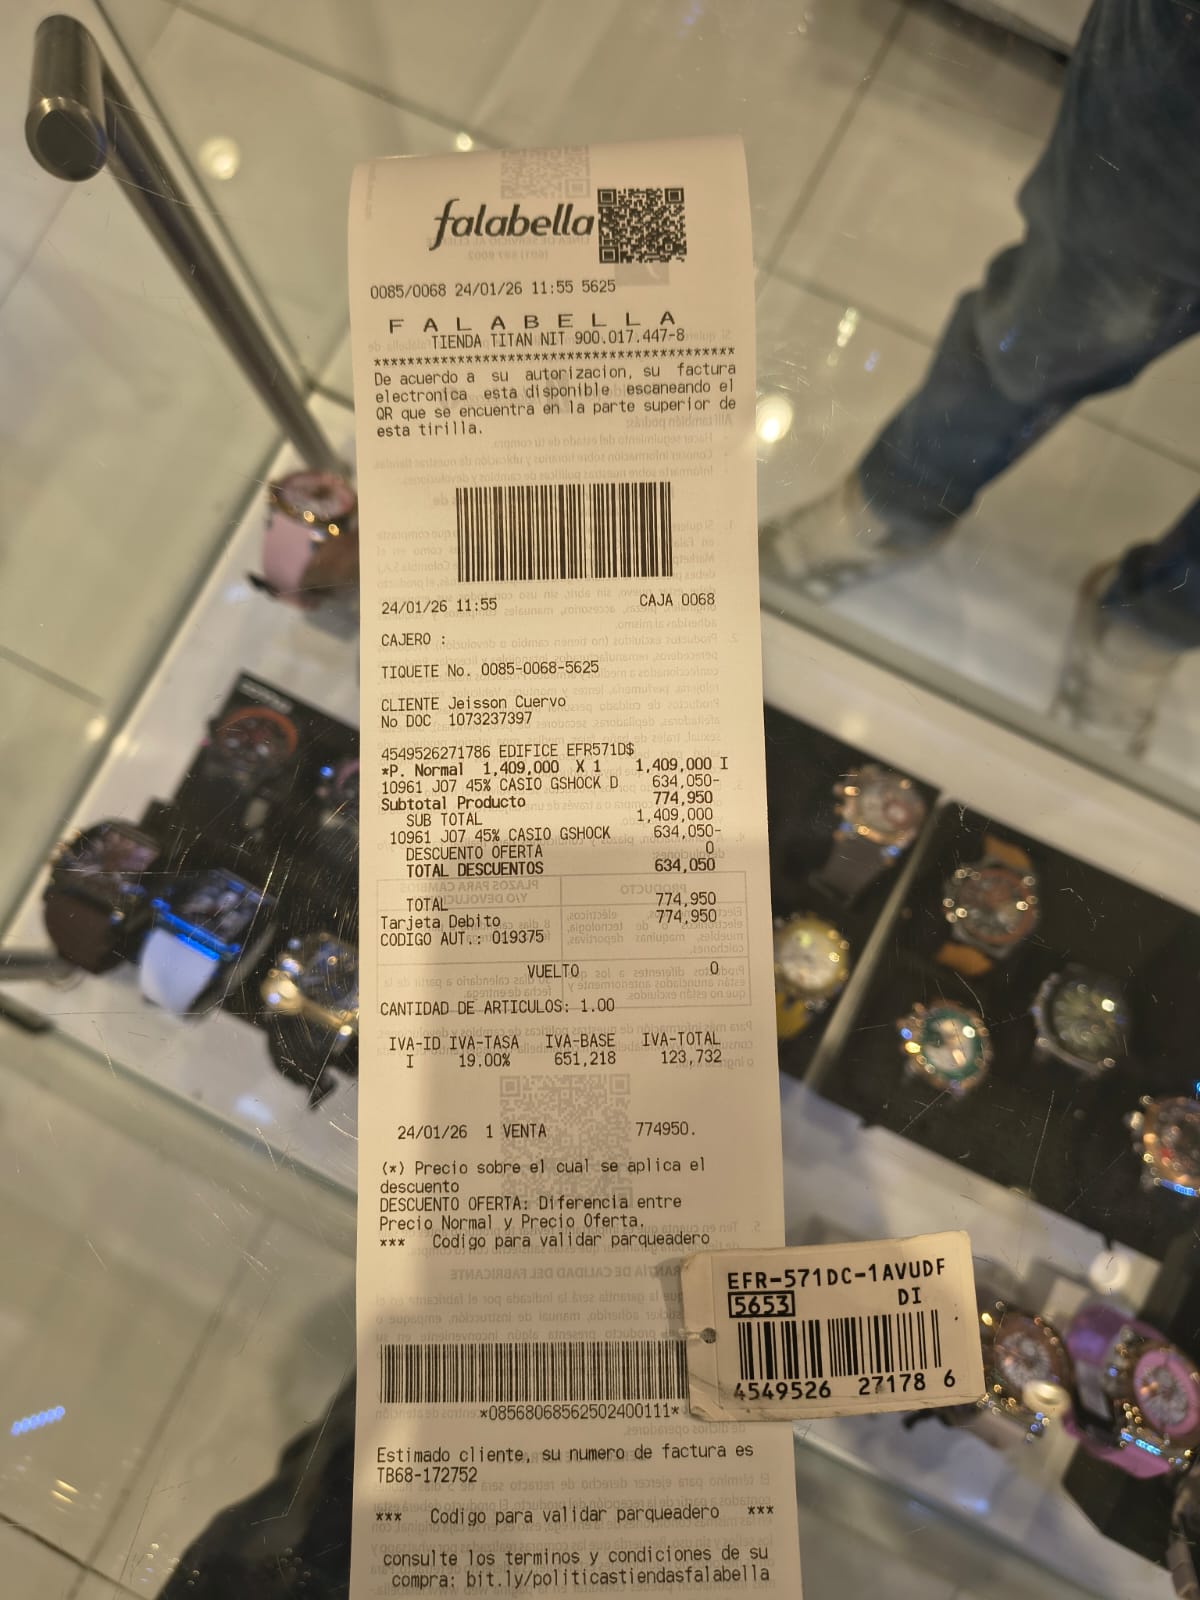 falabella
0085/0068 24/01/26 11:55 5625
F A L A B E L L A
TIENDA TITAN NIT 900.017.447-8
******************************************
De acuerdo a su autorizacion, su factura
electronica esta disponible escaneando el
QR que se encuentra en la parte superior de
esta tirilla.
24/01/26 11:55 CAJA 0068
CAJERO :
TIQUETE No. 0085-0068-5625
CLIENTE Jeisson Cuervo
No DOC 1073237397
4549526271786 EDIFICE EFR571D$
*P. Normal 1,409,000 X 1 1,409,000 I
10961 J07 45% CASIO GSHOCK D 634,050-
Subtotal Producto 774,950
SUB TOTAL 1,409,000
10961 J07 45% CASIO GSHOCK 634,050-
DESCUENTO OFERTA 0
TOTAL DESCUENTOS 634,050
TOTAL 774,950
Tarjeta Debito 774,950
CODIGO AUT.: 019375
VUELTO 0
CANTIDAD DE ARTICULOS: 1.00
IVA-ID IVA-TASA IVA-BASE IVA-TOTAL
I 19.00% 651,218 123,732
24/01/26 1 VENTA 774950.
(*) Precio sobre el cual se aplica el
descuento
DESCUENTO OFERTA: Diferencia entre
Precio Normal y Precio Oferta.
*** Codigo para validar parqueadero
*08568068562502400111*
Estimado cliente, su numero de factura es
TB68-172752
*** Codigo para validar parqueadero ***
consulte los terminos y condiciones de su
compra: bit.ly/politicastiendasfalabella
EFR-571DC-1AVUDF
5653 DI
4549526 27178 6